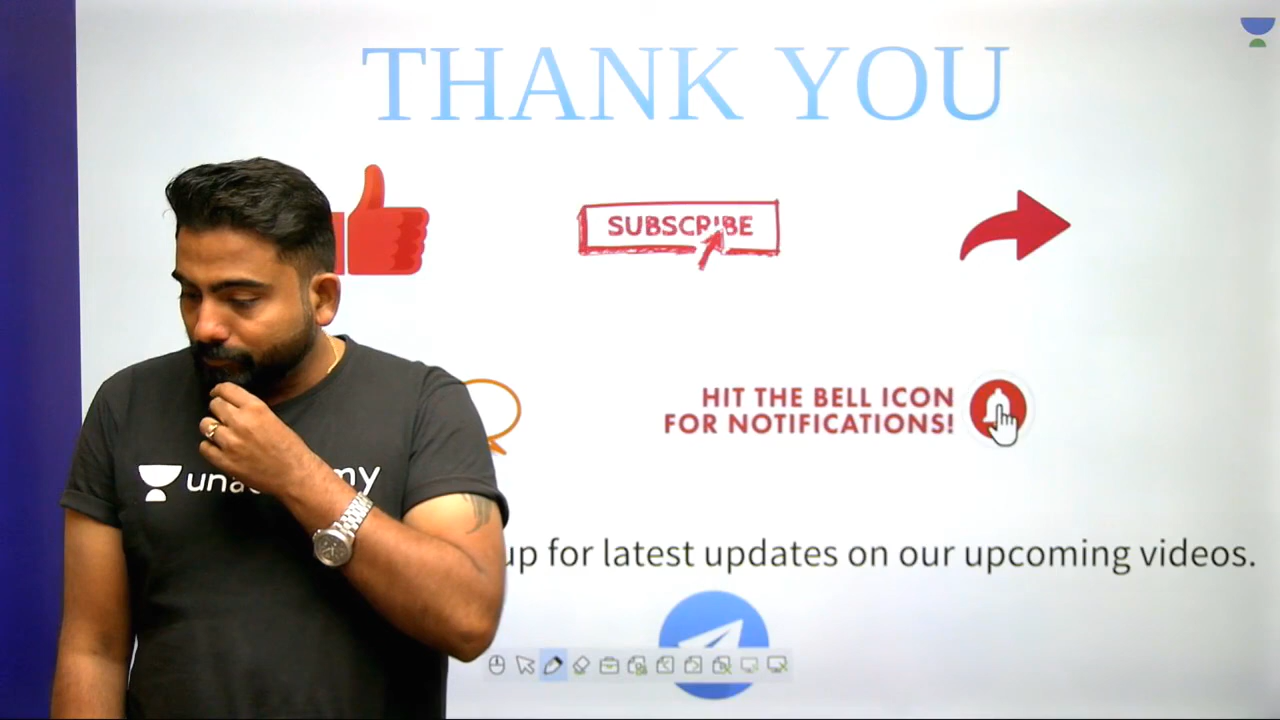 THANK YOU
SUBSCRIBE
HIT THE BELL ICON
FOR NOTIFICATIONS!
up for latest updates on our upcoming videos.